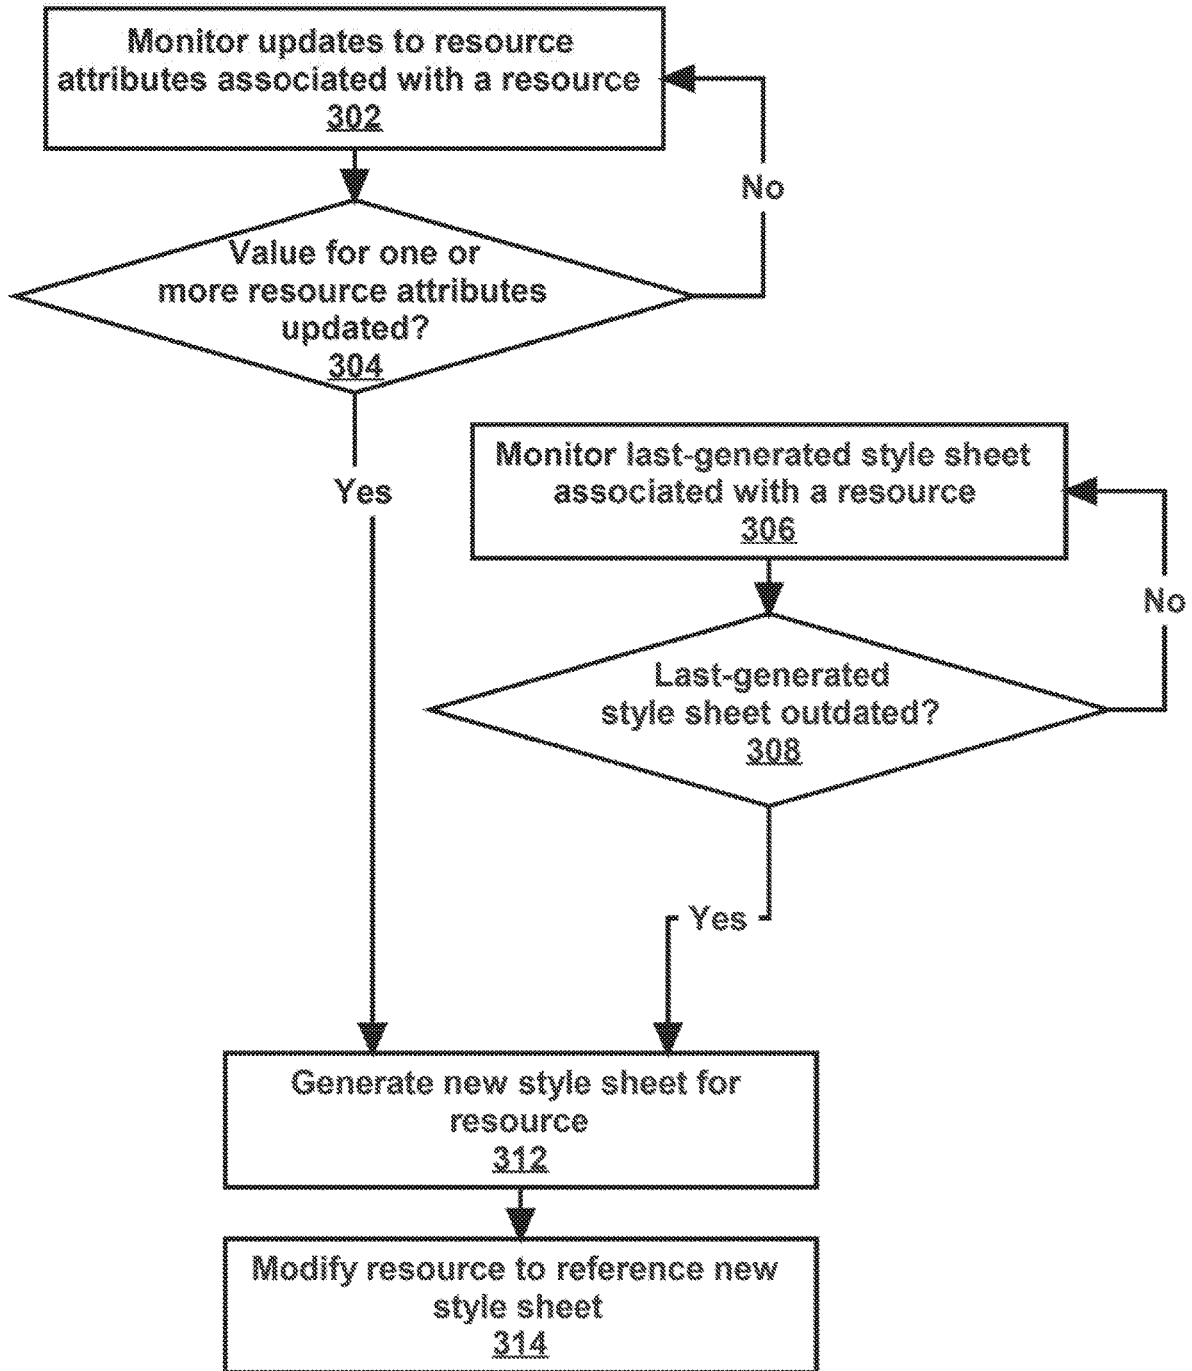 Monitor updates to resource
attributes associated with a resource
302
No
Value for one or
more resource attributes
updated?
304
Yes
Monitor last-generated style sheet
associated with a resource
306
No
Last-generated
style sheet outdated?
308
Yes
Generate new style sheet for
resource
312
Modify resource to reference new
style sheet
314